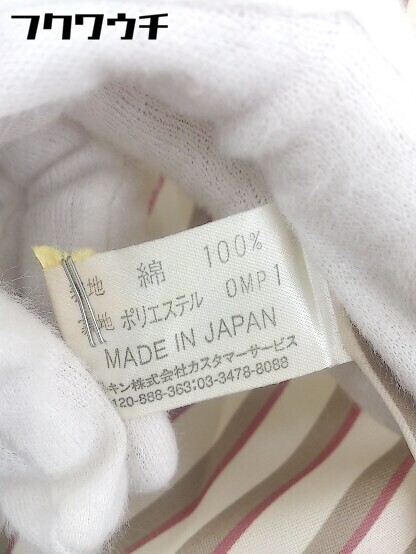 フクワウチ
地 綿 100%
地 ポリエステル OMP1
MADE IN JAPAN
キン株式会社カスタマーサービス
120-888-363:03-3478-8088